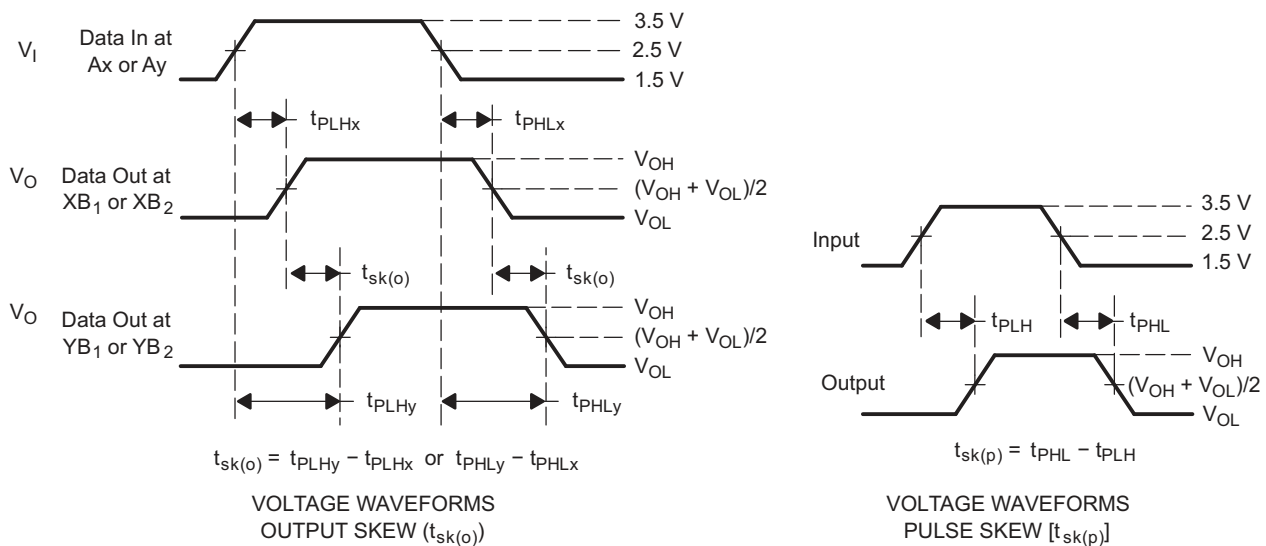 V_I
Data In at
Ax or Ay
3.5 V
2.5 V
1.5 V
t_PLHx
t_PHLx
V_O
Data Out at
XB_1 or XB_2
V_OH
(V_OH + V_OL)/2
V_OL
t_sk(o)
t_sk(o)
V_O
Data Out at
YB_1 or YB_2
V_OH
(V_OH + V_OL)/2
V_OL
t_PLHy
t_PHLy
t_sk(o) = t_PLHy − t_PLHx or t_PHLy − t_PHLx
VOLTAGE WAVEFORMS
OUTPUT SKEW (t_sk(o))
Input
3.5 V
2.5 V
1.5 V
t_PLH
t_PHL
Output
V_OH
(V_OH + V_OL)/2
V_OL
t_sk(p) = t_PHL − t_PLH
VOLTAGE WAVEFORMS
PULSE SKEW [t_sk(p)]